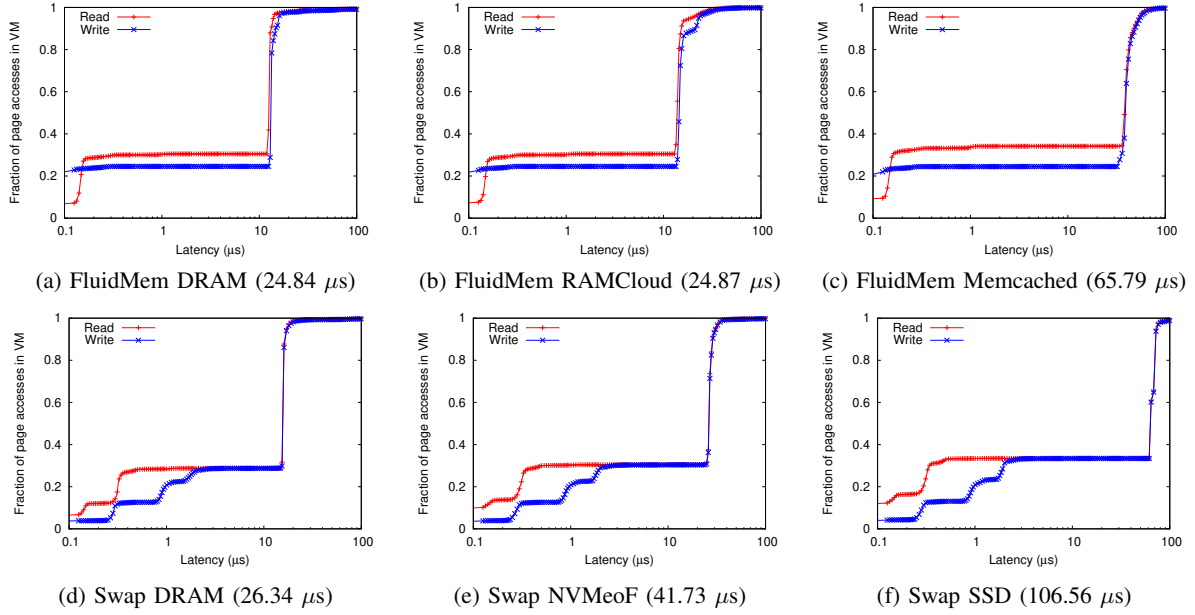 Fraction of page accesses in VM
1
0.8
0.6
0.4
0.2
0
0.1
1
10
100
Latency (µs)
Read
Write
(a) FluidMem DRAM (24.84 µs)
Fraction of page accesses in VM
1
0.8
0.6
0.4
0.2
0
0.1
1
10
100
Latency (µs)
Read
Write
(b) FluidMem RAMCloud (24.87 µs)
Fraction of page accesses in VM
1
0.8
0.6
0.4
0.2
0
0.1
1
10
100
Latency (µs)
Read
Write
(c) FluidMem Memcached (65.79 µs)
Fraction of page accesses in VM
1
0.8
0.6
0.4
0.2
0
0.1
1
10
100
Latency (µs)
Read
Write
(d) Swap DRAM (26.34 µs)
Fraction of page accesses in VM
1
0.8
0.6
0.4
0.2
0
0.1
1
10
100
Latency (µs)
Read
Write
(e) Swap NVMeoF (41.73 µs)
Fraction of page accesses in VM
1
0.8
0.6
0.4
0.2
0
0.1
1
10
100
Latency (µs)
Read
Write
(f) Swap SSD (106.56 µs)